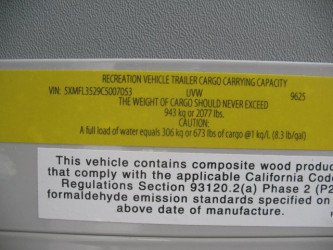 RECREATION VEHICLE TRAILER CARGO CARRYING CAPACITY
VIN: 5XMFL3529C5007053 UVW 9625
THE WEIGHT OF CARGO SHOULD NEVER EXCEED
943 kg or 2077 lbs.
CAUTION:
A full load of water equals 306 kg or 673 lbs of cargo @1 kg/L (8.3 lb/gal)
This vehicle contains composite wood produc
that comply with the applicable California Code
Regulations Section 93120.2(a) Phase 2 (P2
formaldehyde emission standards specified on
above date of manufacture.